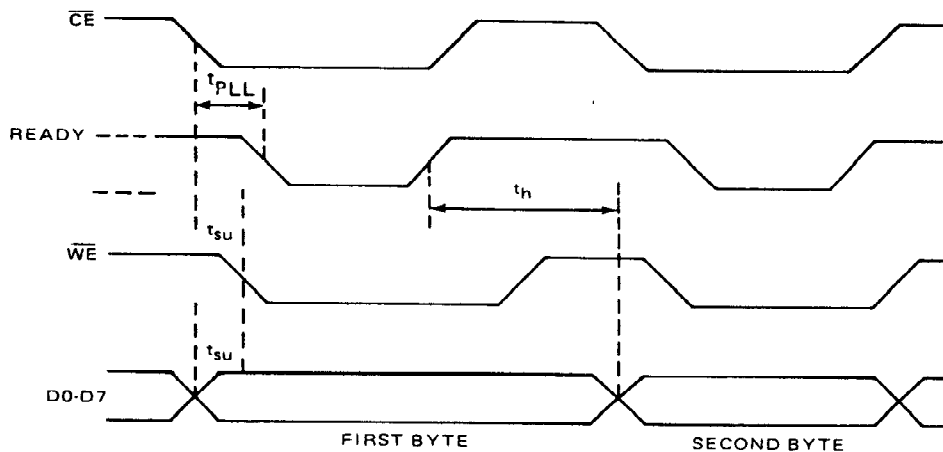 CE
tPLL
READY
th
tsu
WE
tsu
D0-D7
FIRST BYTE
SECOND BYTE